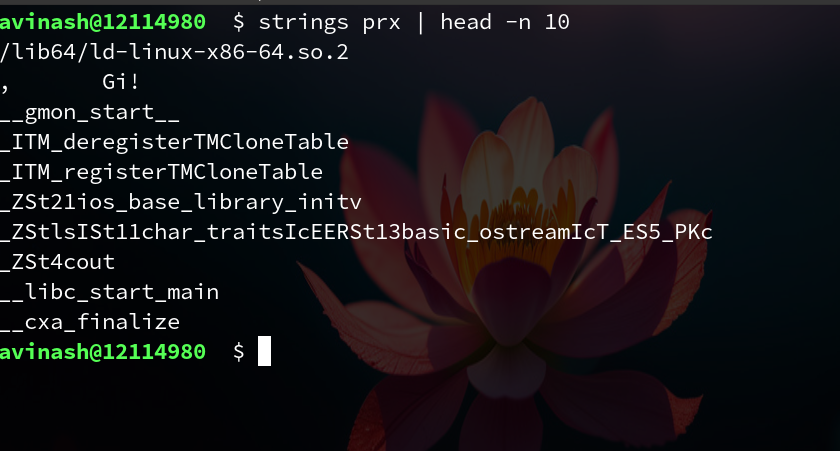 avinash@12114980  $ strings prx | head -n 10
/lib64/ld-linux-x86-64.so.2
,       Gi!
__gmon_start__
_ITM_deregisterTMCloneTable
_ITM_registerTMCloneTable
_ZSt21ios_base_library_initv
_ZStlsISt11char_traitsIcEERSt13basic_ostreamIcT_ES5_PKc
_ZSt4cout
__libc_start_main
__cxa_finalize
avinash@12114980  $